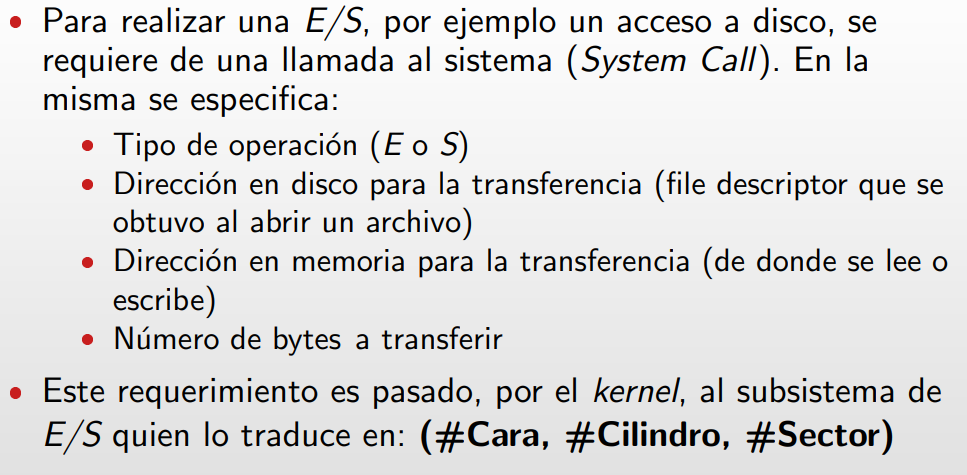 • Para realizar una E/S, por ejemplo un acceso a disco, se
requiere de una llamada al sistema (System Call). En la
misma se especifica:
• Tipo de operación (E o S)
• Dirección en disco para la transferencia (file descriptor que se
obtuvo al abrir un archivo)
• Dirección en memoria para la transferencia (de donde se lee o
escribe)
• Número de bytes a transferir
• Este requerimiento es pasado, por el kernel, al subsistema de
E/S quien lo traduce en: (#Cara, #Cilindro, #Sector)